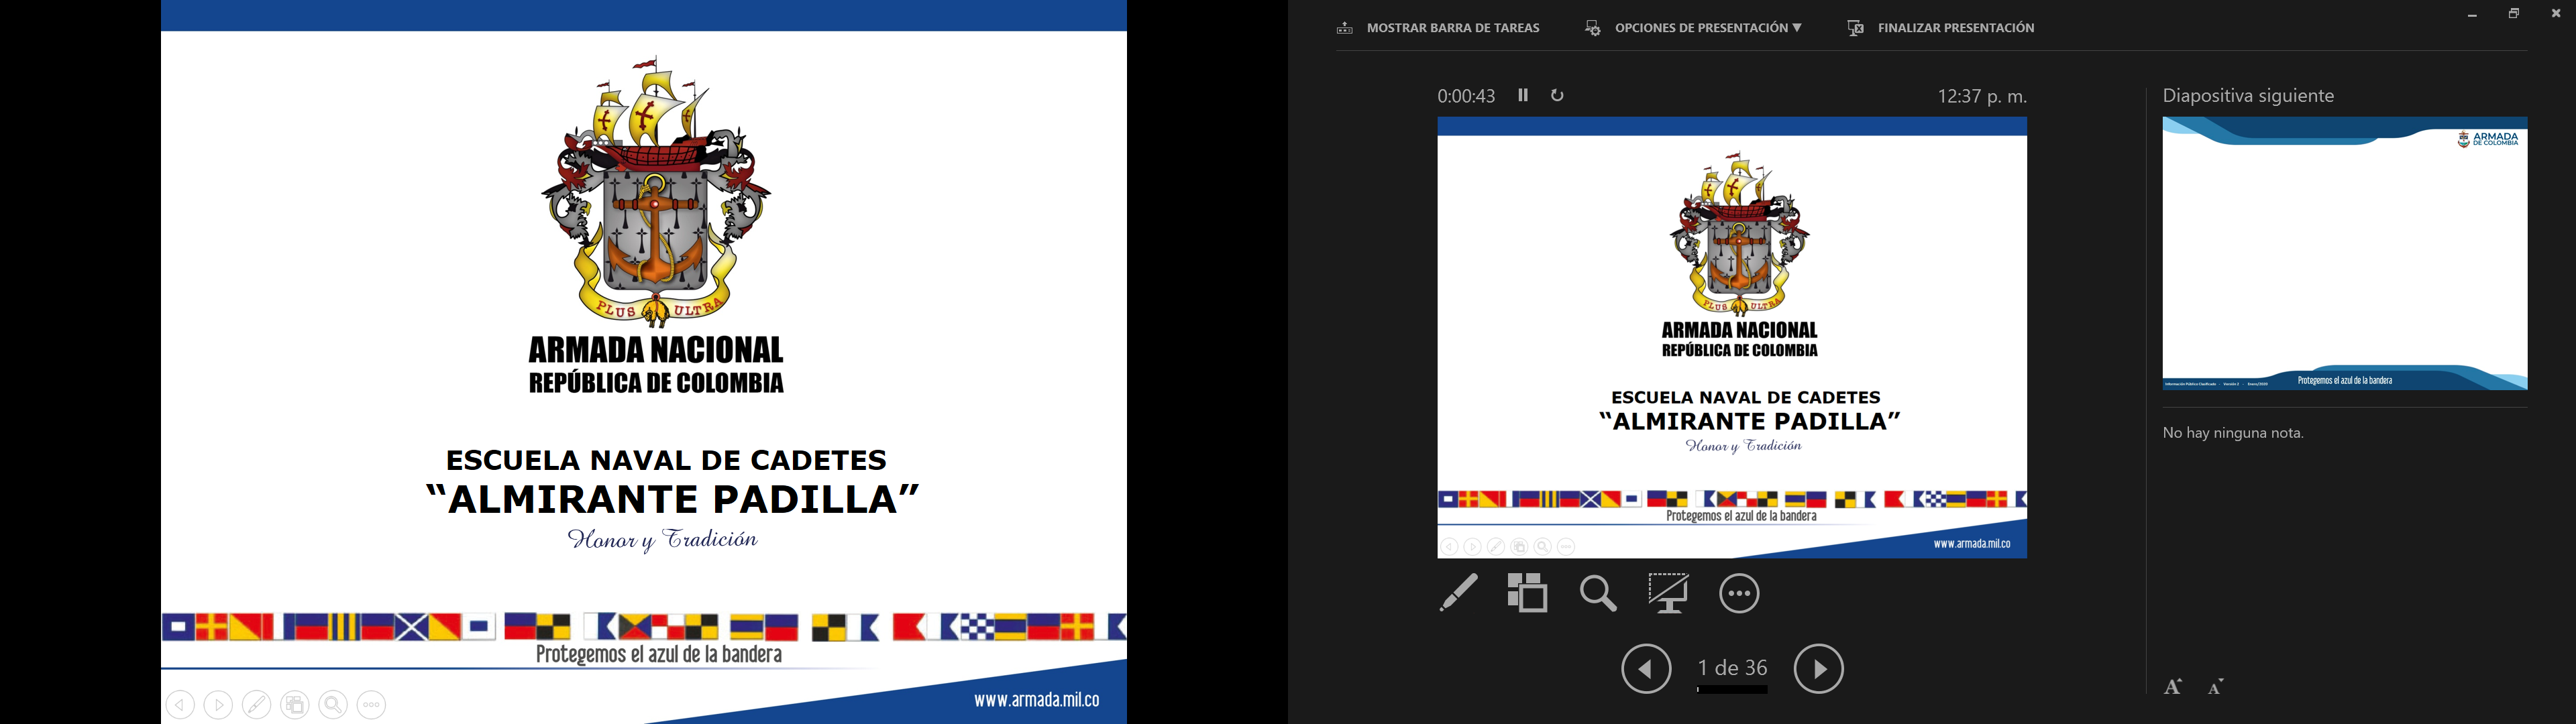 PLUS ULTRA
ARMADA NACIONAL
REPÚBLICA DE COLOMBIA
ESCUELA NAVAL DE CADETES
“ALMIRANTE PADILLA”
Honor y Tradición
Protegemos el azul de la bandera
www.armada.mil.co
MOSTRAR BARRA DE TAREAS
OPCIONES DE PRESENTACIÓN ▼
FINALIZAR PRESENTACIÓN
0:00:43
12:37 p. m.
PLUS ULTRA
ARMADA NACIONAL
REPÚBLICA DE COLOMBIA
ESCUELA NAVAL DE CADETES
“ALMIRANTE PADILLA”
Honor y Tradición
Protegemos el azul de la bandera
www.armada.mil.co
1 de 36
Diapositiva siguiente
ARMADA
DE COLOMBIA
Protegemos el azul de la bandera
No hay ninguna nota.
A A